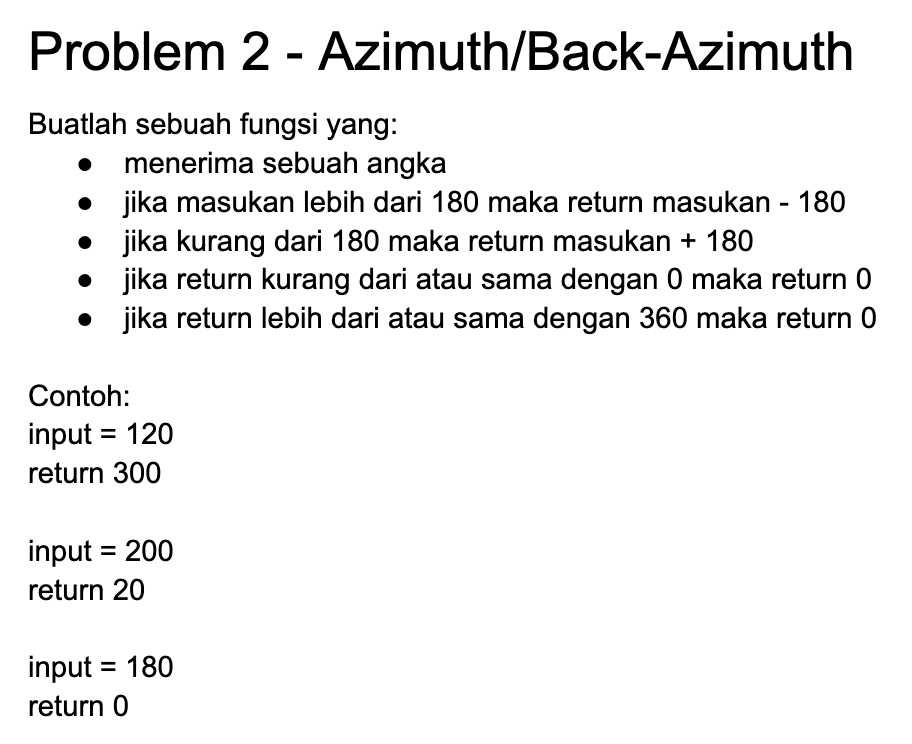 Problem 2 - Azimuth/Back-Azimuth
Buatlah sebuah fungsi yang:
● menerima sebuah angka
● jika masukan lebih dari 180 maka return masukan - 180
● jika kurang dari 180 maka return masukan + 180
● jika return kurang dari atau sama dengan 0 maka return 0
● jika return lebih dari atau sama dengan 360 maka return 0
Contoh:
input = 120
return 300
input = 200
return 20
input = 180
return 0